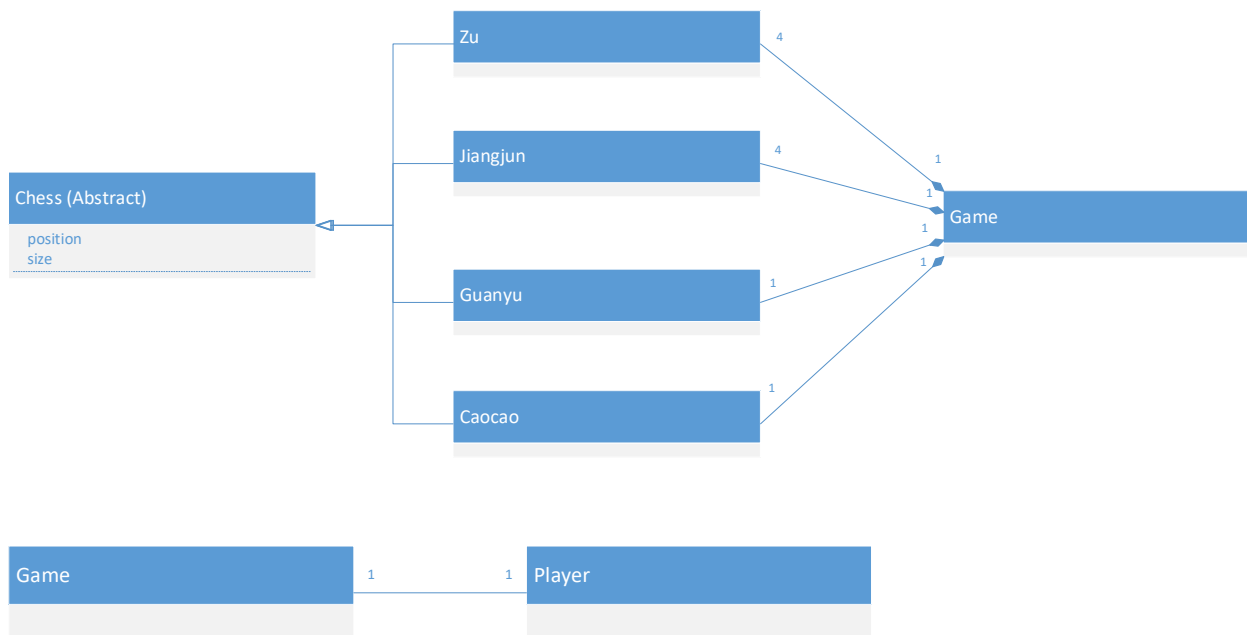 Zu
4
Jiangjun
4
Chess (Abstract)
position
size
1
1
Game
1
1
Guanyu
1
Caocao
1
Game
1
1
Player